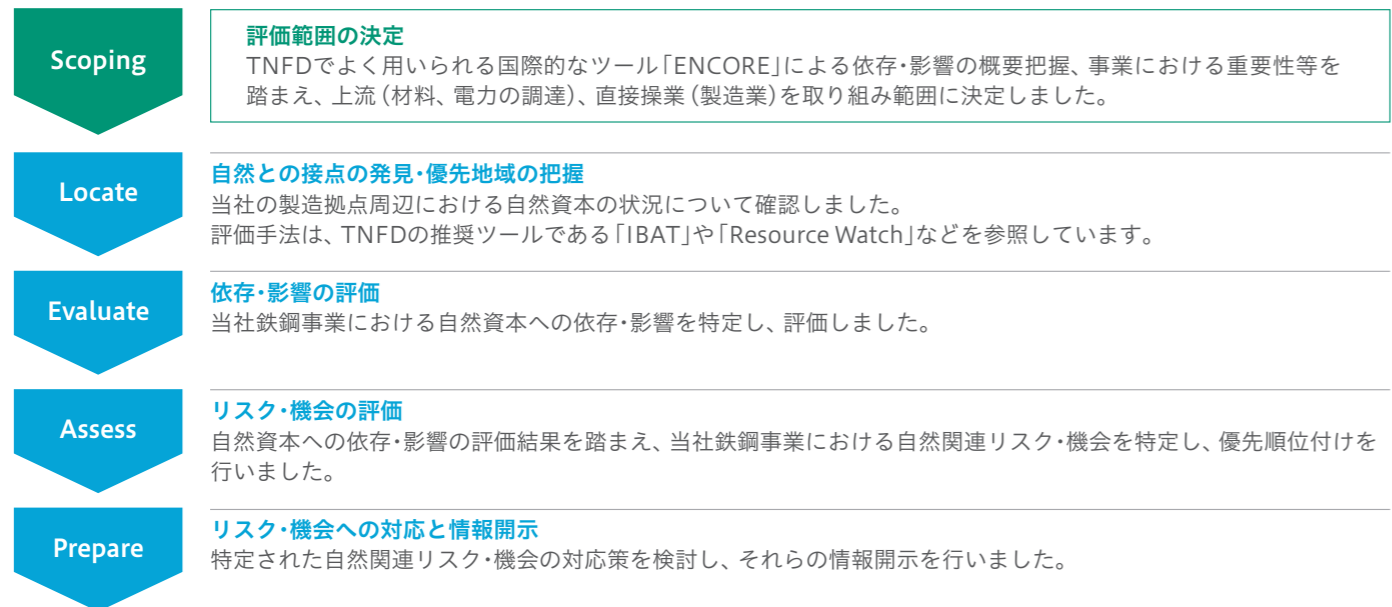 Scoping
評価範囲の決定
TNFDでよく用いられる国際的なツール「ENCORE」による依存・影響の概要把握、事業における重要性等を
踏まえ、上流（材料、電力の調達）、直接操業（製造業）を取り組み範囲に決定しました。
Locate
自然との接点の発見・優先地域の把握
当社の製造拠点周辺における自然資本の状況について確認しました。
評価手法は、TNFDの推奨ツールである「IBAT」や「Resource Watch」などを参照しています。
Evaluate
依存・影響の評価
当社鉄鋼事業における自然資本への依存・影響を特定し、評価しました。
Assess
リスク・機会の評価
自然資本への依存・影響の評価結果を踏まえ、当社鉄鋼事業における自然関連リスク・機会を特定し、優先順位付けを
行いました。
Prepare
リスク・機会への対応と情報開示
特定された自然関連リスク・機会の対応策を検討し、それらの情報開示を行いました。